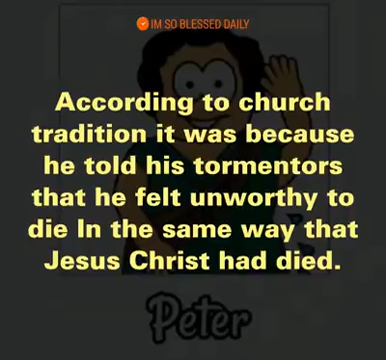 IM SO BLESSED DAILY
According to church
tradition it was because
he told his tormentors
that he felt unworthy to
die In the same way that
Jesus Christ had died.
Peter